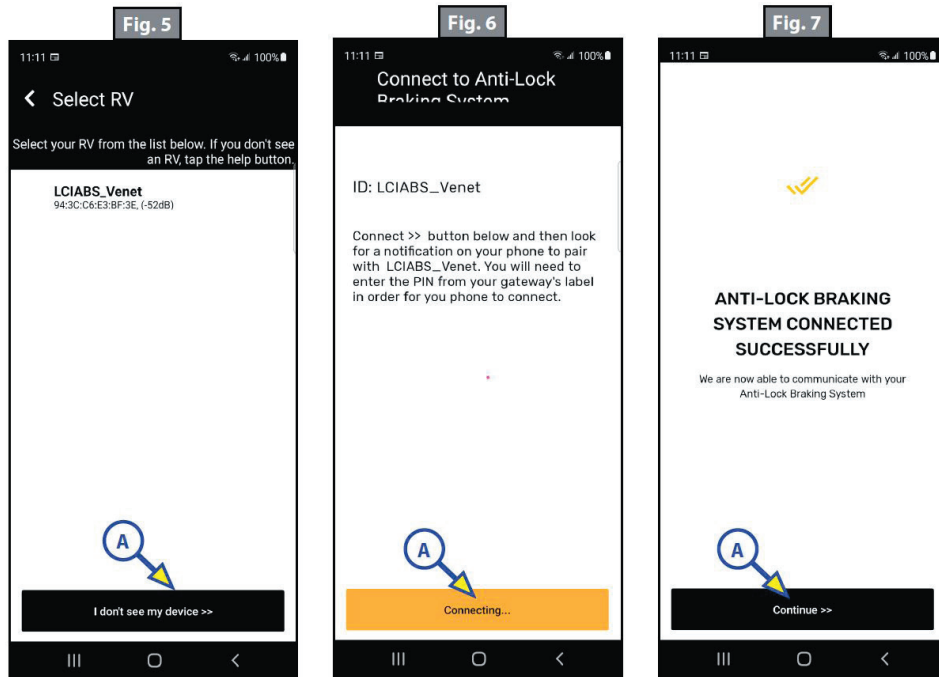 Fig. 5
11:11 100%
Select RV
Select your RV from the list below. If you don't see
an RV, tap the help button.
LCIABS_Venet
94:3C:C6:E3:BF:3E, (-52dB)
A
I don't see my device >>
Fig. 6
11:11 100%
Connect to Anti-Lock
Braking System
ID: LCIABS_Venet
Connect >> button below and then look
for a notification on your phone to pair
with LCIABS_Venet. You will need to
enter the PIN from your gateway's label
in order for you phone to connect.
A
Connecting...
Fig. 7
11:11 100%
ANTI-LOCK BRAKING
SYSTEM CONNECTED
SUCCESSFULLY
We are now able to communicate with your
Anti-Lock Braking System
A
Continue >>